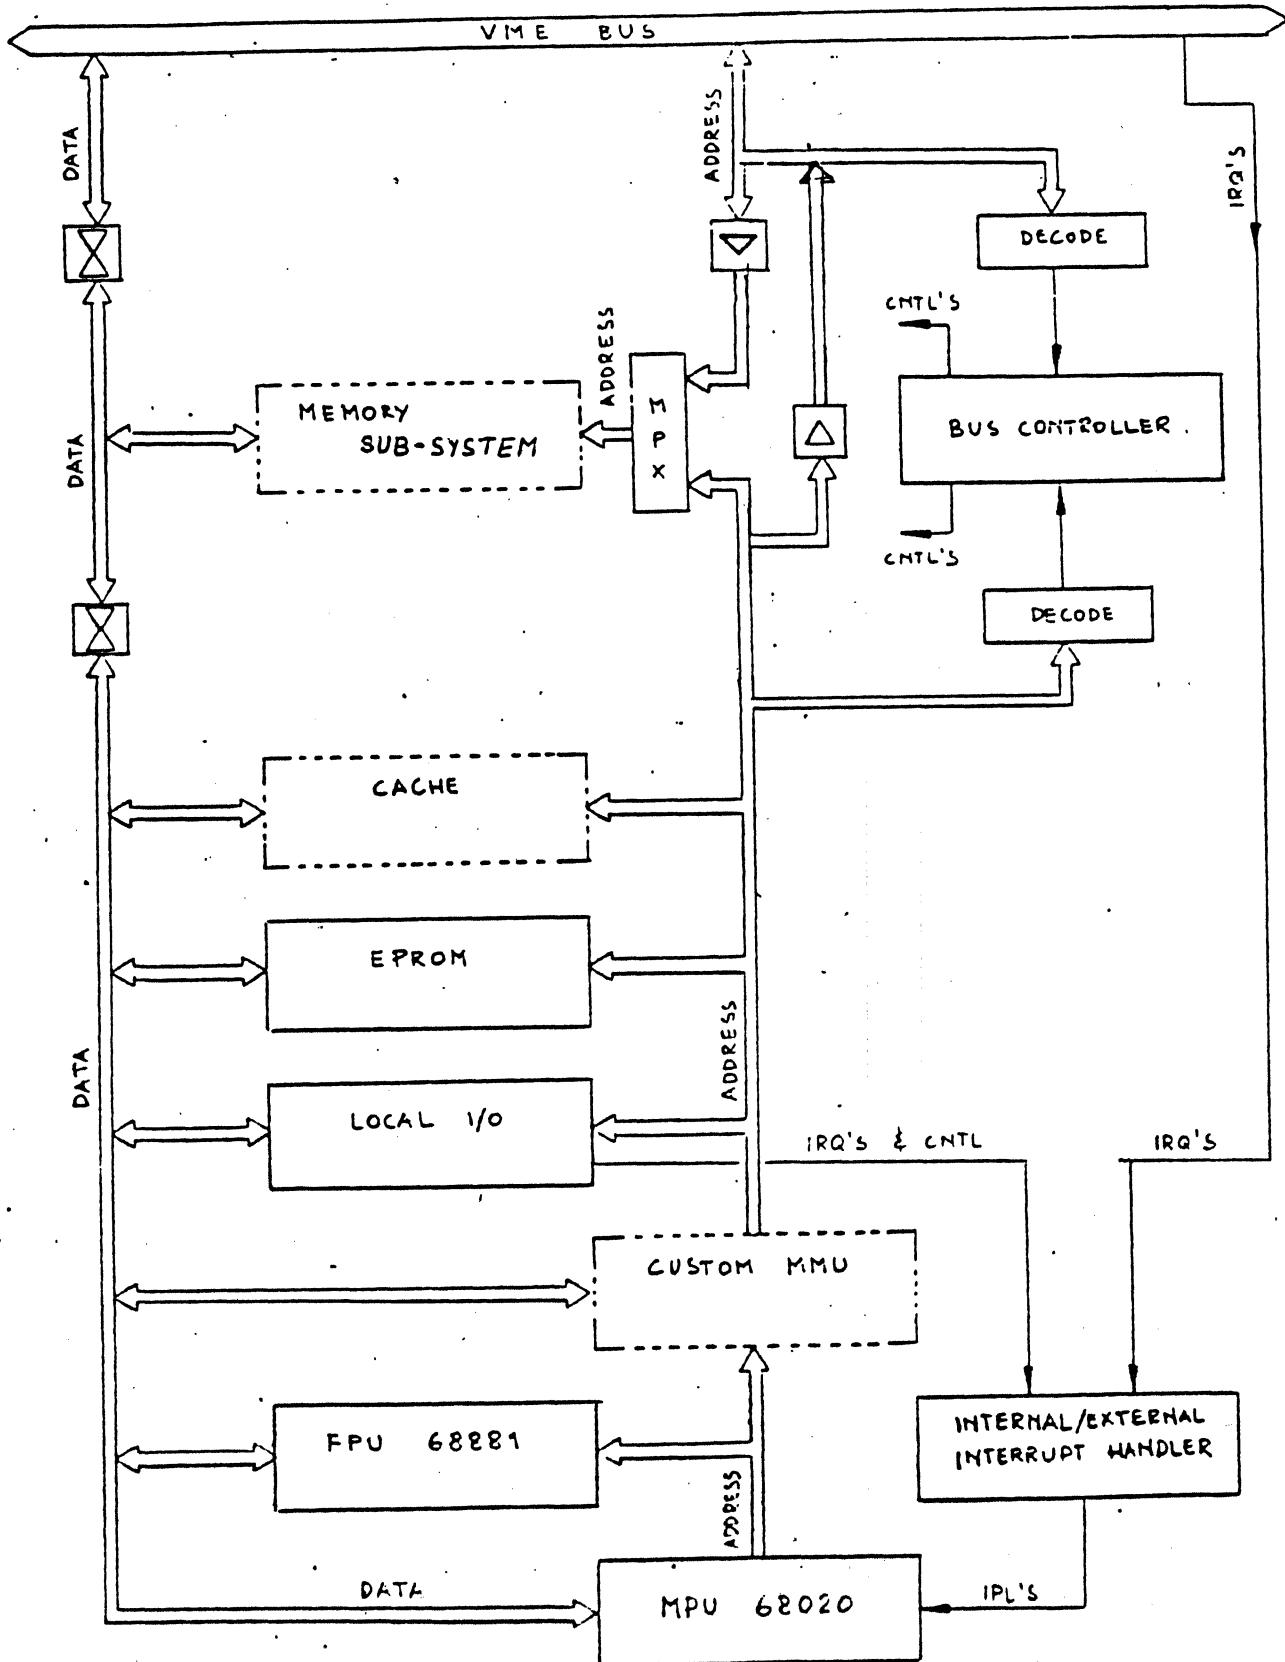 VME BUS
DATA
ADDRESS
IRQ'S
DECODE
CNTL'S
ADDRESS
MEMORY
SUB-SYSTEM
M
P
X
BUS CONTROLLER.
DATA
CNTL'S
DECODE
CACHE
EPROM
ADDRESS
DATA
LOCAL I/O
IRQ'S & CNTL
IRQ'S
CUSTOM MMU
INTERNAL/EXTERNAL
INTERRUPT HANDLER
FPU 68881
ADDRESS
DATA
MPU 68020
IPL'S